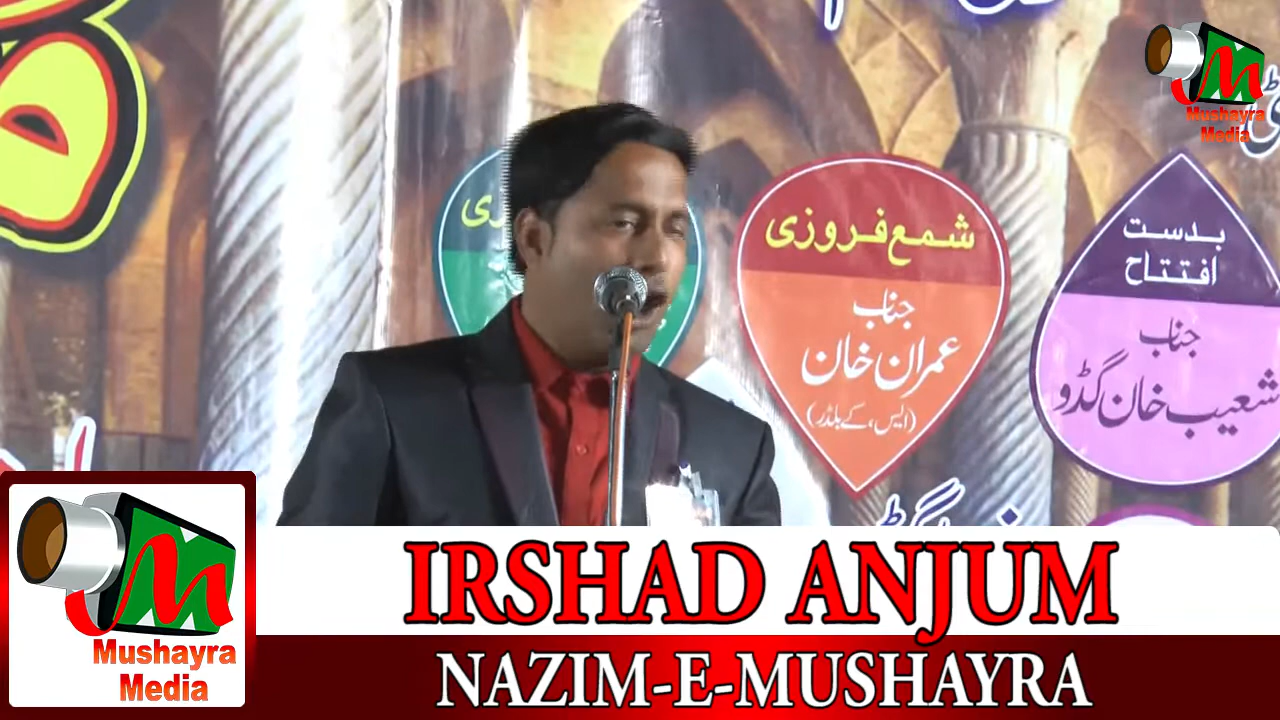 Mushayra
Media
شمع فروزی
جناب
عمران خان
(ایس، کے بلڈر)
بدست
افتتاح
جناب
شعیب خان گڈو
IRSHAD ANJUM
NAZIM-E-MUSHAYRA
Mushayra
Media